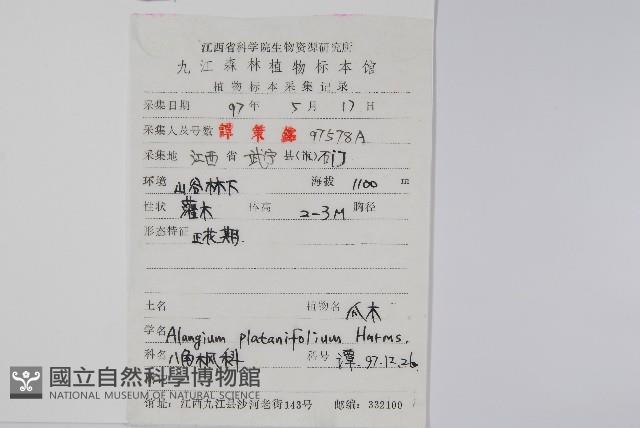 江西省科学院生物资源研究所
九江森林植物标本馆
植物标本采集记录
采集日期 97 年 5 月 17 日
采集人及号数 譚策銘 97578A
采集地 江西 省 武宁 县(市)石门
环境 山谷林下 海拔 1100 m
性状 灌木 体高 2-3M 胸径
形态特征 正花期
土名 植物名 瓜木
学名 Alangium platanifolium Harms.
科名 八角枫科 科号 譚.97.12.26
國立自然科學博物館
NATIONAL MUSEUM OF NATURAL SCIENCE
馆址:江西九江县沙河老街143号 邮编:332100